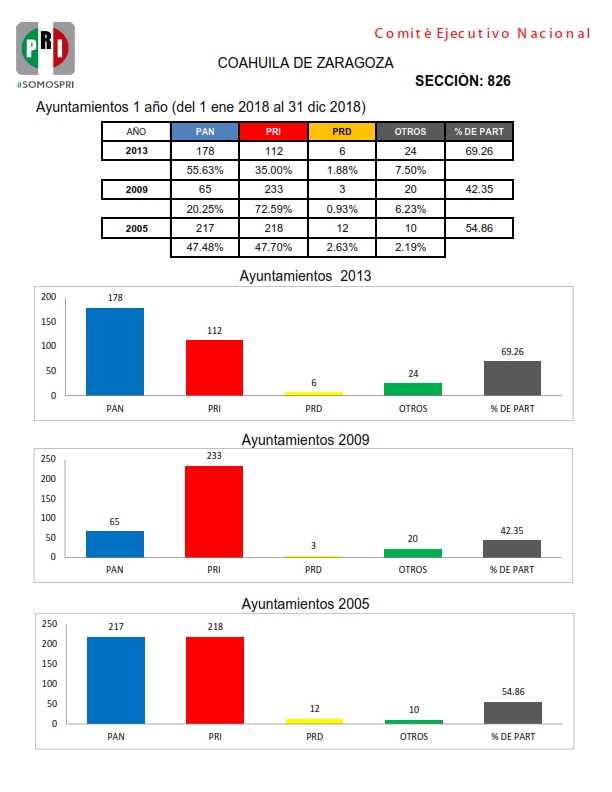 Comité Ejecutivo Nacional
PRI
#SOMOSPRI
COAHUILA DE ZARAGOZA
SECCIÓN: 826
Ayuntamientos 1 año (del 1 ene 2018 al 31 dic 2018)
AÑO PAN PRI PRD OTROS % DE PART
2013 178 112 6 24 69.26
55.63% 35.00% 1.88% 7.50%
2009 65 233 3 20 42.35
20.25% 72.59% 0.93% 6.23%
2005 217 218 12 10 54.86
47.48% 47.70% 2.63% 2.19%
Ayuntamientos 2013
200
150
100
50
0
178 112 6 24 69.26
PAN PRI PRD OTROS % DE PART
Ayuntamientos 2009
250
200
150
100
50
0
65 233 3 20 42.35
PAN PRI PRD OTROS % DE PART
Ayuntamientos 2005
250
200
150
100
50
0
217 218 12 10 54.86
PAN PRI PRD OTROS % DE PART